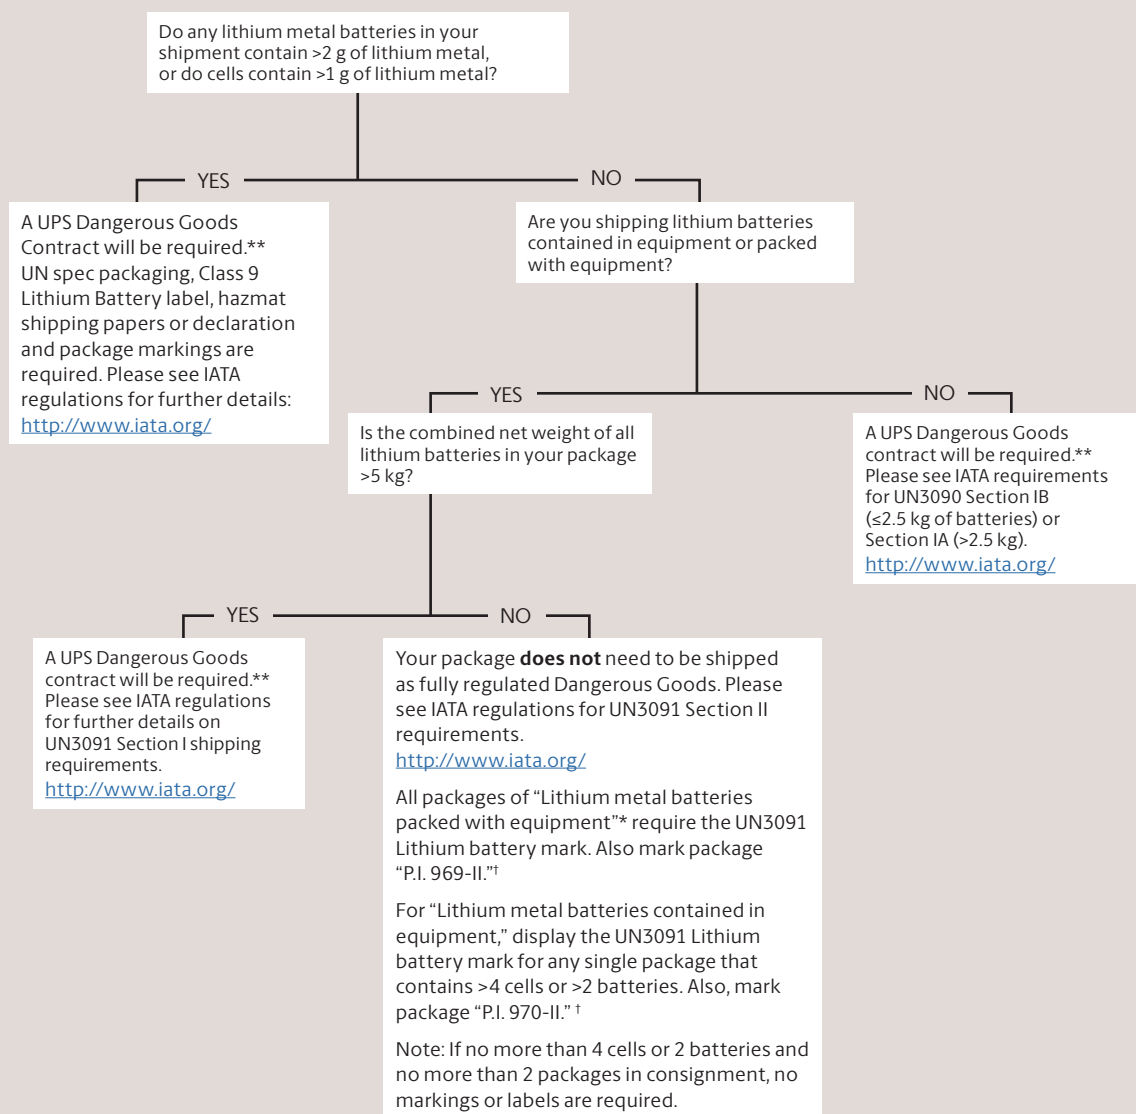 Do any lithium metal batteries in your
shipment contain >2 g of lithium metal,
or do cells contain >1 g of lithium metal?
YES
NO
A UPS Dangerous Goods
Contract will be required.**
UN spec packaging, Class 9
Lithium Battery label, hazmat
shipping papers or declaration
and package markings are
required. Please see IATA
regulations for further details:
http://www.iata.org/
Are you shipping lithium batteries
contained in equipment or packed
with equipment?
YES
NO
Is the combined net weight of all
lithium batteries in your package
>5 kg?
A UPS Dangerous Goods
contract will be required.**
Please see IATA requirements
for UN3090 Section IB
(≤2.5 kg of batteries) or
Section IA (>2.5 kg).
http://www.iata.org/
YES
NO
A UPS Dangerous Goods
contract will be required.**
Please see IATA regulations
for further details on
UN3091 Section I shipping
requirements.
http://www.iata.org/
Your package does not need to be shipped
as fully regulated Dangerous Goods. Please
see IATA regulations for UN3091 Section II
requirements.
http://www.iata.org/
All packages of “Lithium metal batteries
packed with equipment”* require the UN3091
Lithium battery mark. Also mark package
“P.I. 969-II.”†
For “Lithium metal batteries contained in
equipment,” display the UN3091 Lithium
battery mark for any single package that
contains >4 cells or >2 batteries. Also, mark
package “P.I. 970-II.” †
Note: If no more than 4 cells or 2 batteries and
no more than 2 packages in consignment, no
markings or labels are required.